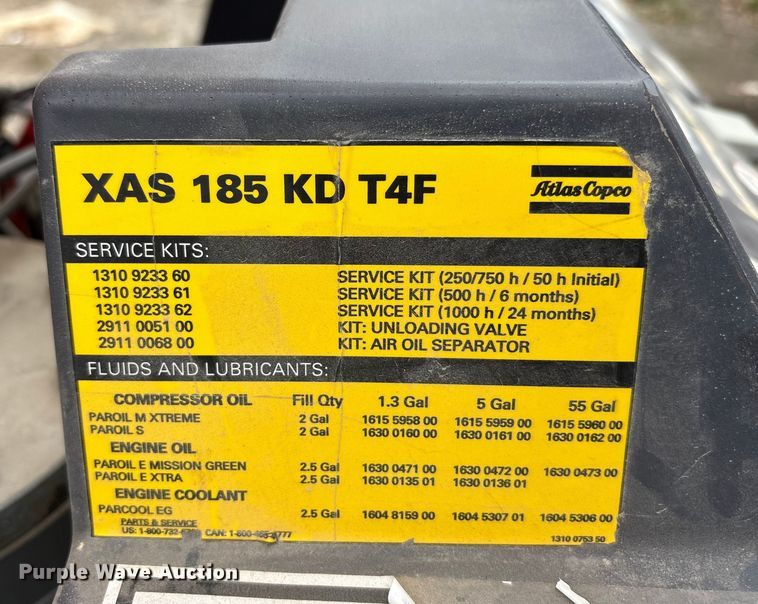 XAS 185 KD T4F
Atlas Copco
SERVICE KITS:
1310 9233 60 SERVICE KIT (250/750 h / 50 h Initial)
1310 9233 61 SERVICE KIT (500 h / 6 months)
1310 9233 62 SERVICE KIT (1000 h / 24 months)
2911 0051 00 KIT: UNLOADING VALVE
2911 0068 00 KIT: AIR OIL SEPARATOR
FLUIDS AND LUBRICANTS:
COMPRESSOR OIL Fill Qty 1.3 Gal 5 Gal 55 Gal
PAROIL M XTREME 2 Gal 1615 5958 00 1615 5959 00 1615 5960 00
PAROIL S 2 Gal 1630 0160 00 1630 0161 00 1630 0162 00
ENGINE OIL
PAROIL E MISSION GREEN 2.5 Gal 1630 0471 00 1630 0472 00 1630 0473 00
PAROIL E XTRA 2.5 Gal 1630 0135 01 1630 0136 01
ENGINE COOLANT
PARCOOL EG 2.5 Gal 1604 8159 00 1604 5307 01 1604 5306 00
PARTS & SERVICE
US: CAN:
1310 0753 50
Purple Wave Auction